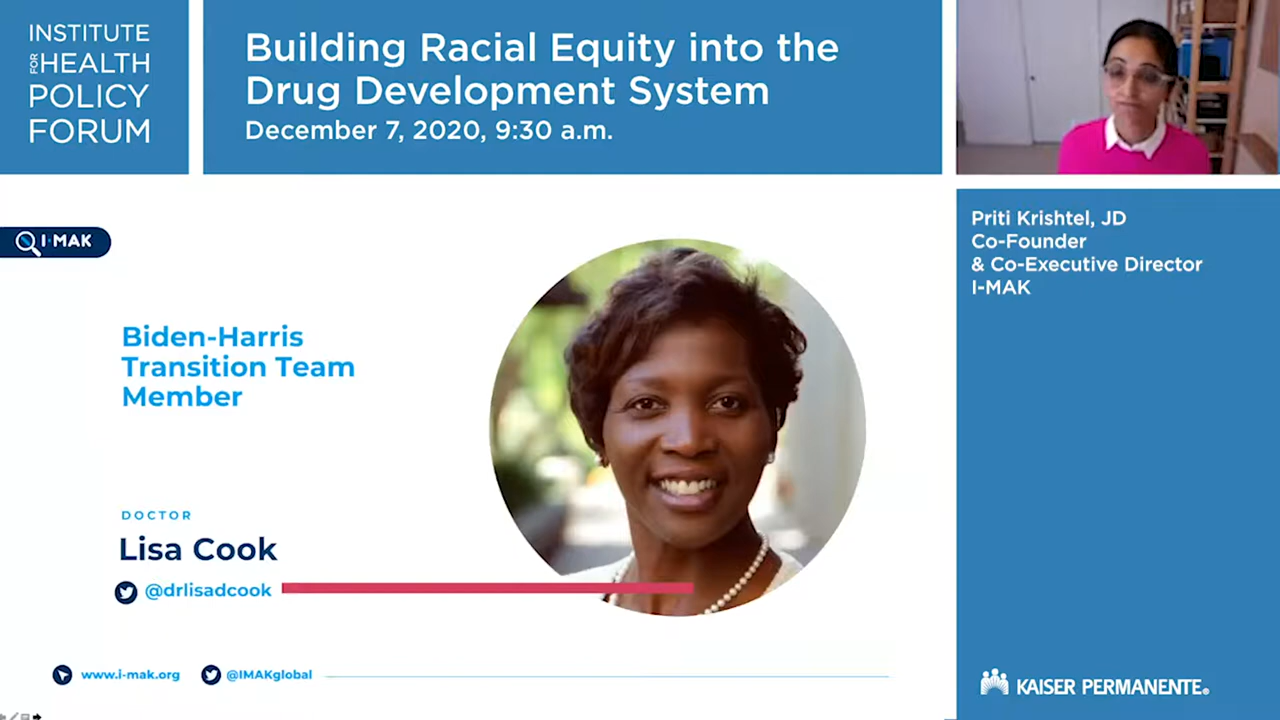 INSTITUTE
FOR HEALTH
POLICY
FORUM
Building Racial Equity into the
Drug Development System
December 7, 2020, 9:30 a.m.
Priti Krishtel, JD
Co-Founder
& Co-Executive Director
I-MAK
I·MAK
Biden-Harris
Transition Team
Member
DOCTOR
Lisa Cook
@drlisadcook
www.i-mak.org
@IMAKglobal
KAISER PERMANENTE®